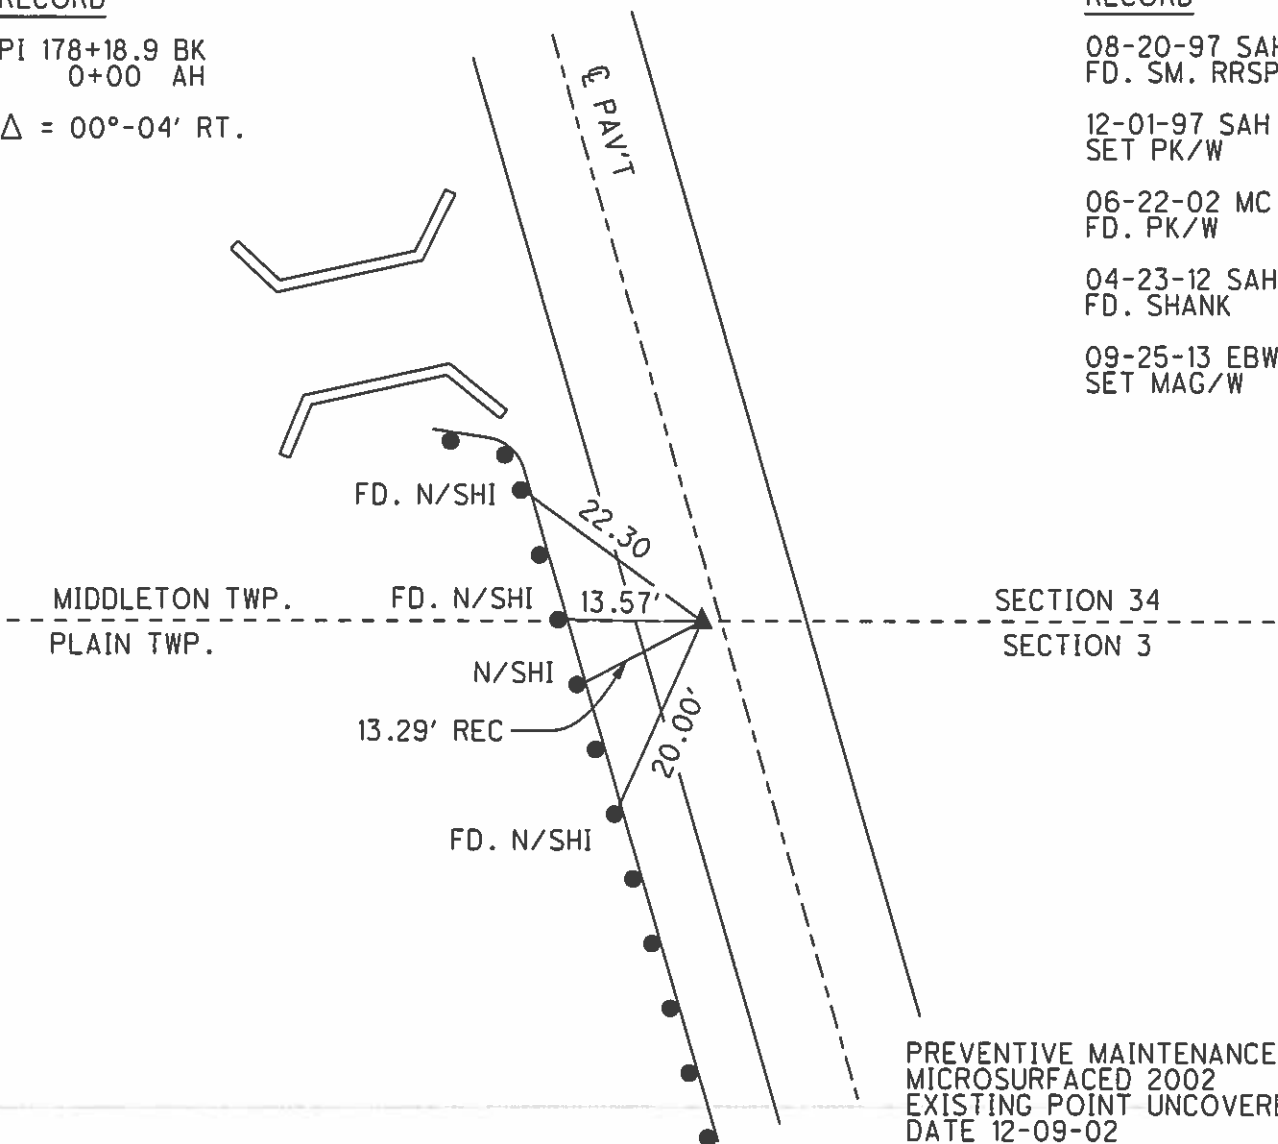 RECORD
PI 178+18.9 BK
0+00 AH
Δ = 00°-04' RT.
℄ PAV'T
RECORD
08-20-97 SAH
FD. SM. RRSP
12-01-97 SAH
SET PK/W
06-22-02 MC
FD. PK/W
04-23-12 SAH
FD. SHANK
09-25-13 EBW
SET MAG/W
FD. N/SHI
22.30
MIDDLETON TWP.
FD. N/SHI
13.57'
SECTION 34
PLAIN TWP.
SECTION 3
N/SHI
13.29' REC
20.00'
FD. N/SHI
PREVENTIVE MAINTENANCE
MICROSURFACED 2002
EXISTING POINT UNCOVERE
DATE 12-09-02